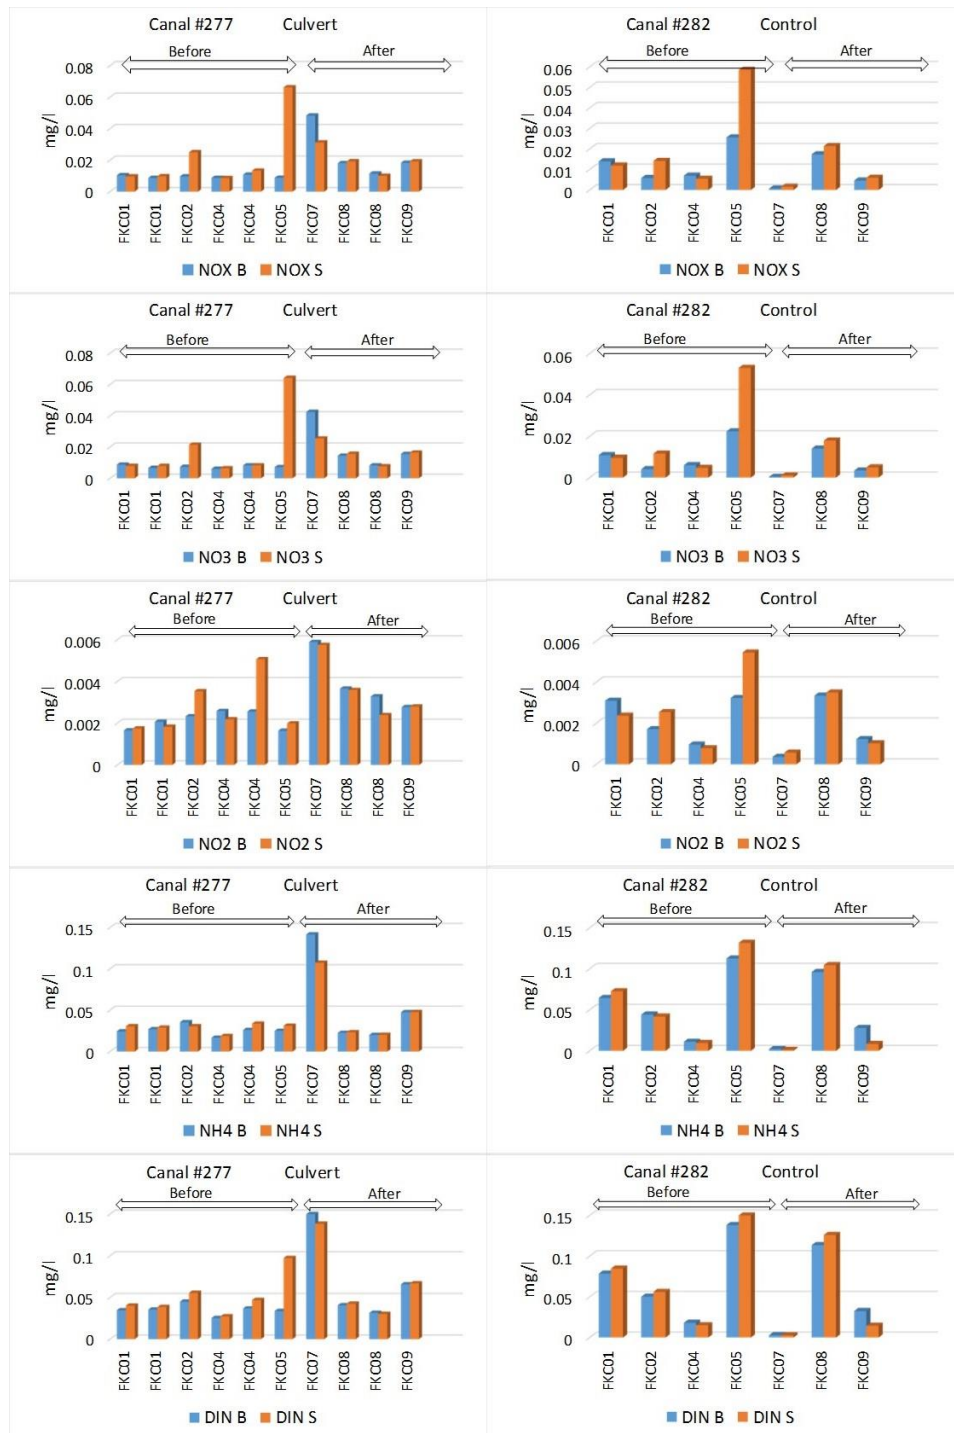 Canal #277 Culvert
Before After
mg/l
0.08
0.06
0.04
0.02
0
FKC01 FKC01 FKC02 FKC04 FKC04 FKC05 FKC07 FKC08 FKC08 FKC09
NOX B NOX S
Canal #282 Control
Before After
mg/l
0.06
0.05
0.04
0.03
0.02
0.01
0
FKC01 FKC02 FKC04 FKC05 FKC07 FKC08 FKC09
NOX B NOX S
Canal #277 Culvert
Before After
mg/l
0.08
0.06
0.04
0.02
0
FKC01 FKC01 FKC02 FKC04 FKC04 FKC05 FKC07 FKC08 FKC08 FKC09
NO3 B NO3 S
Canal #282 Control
Before After
mg/l
0.06
0.04
0.02
0
FKC01 FKC02 FKC04 FKC05 FKC07 FKC08 FKC09
NO3 B NO3 S
Canal #277 Culvert
Before After
mg/l
0.006
0.004
0.002
0
FKC01 FKC01 FKC02 FKC04 FKC04 FKC05 FKC07 FKC08 FKC08 FKC09
NO2 B NO2 S
Canal #282 Control
Before After
mg/l
0.006
0.004
0.002
0
FKC01 FKC02 FKC04 FKC05 FKC07 FKC08 FKC09
NO2 B NO2 S
Canal #277 Culvert
Before After
mg/l
0.15
0.1
0.05
0
FKC01 FKC01 FKC02 FKC04 FKC04 FKC05 FKC07 FKC08 FKC08 FKC09
NH4 B NH4 S
Canal #282 Control
Before After
mg/l
0.15
0.1
0.05
0
FKC01 FKC02 FKC04 FKC05 FKC07 FKC08 FKC09
NH4 B NH4 S
Canal #277 Culvert
Before After
mg/l
0.15
0.1
0.05
0
FKC01 FKC01 FKC02 FKC04 FKC04 FKC05 FKC07 FKC08 FKC08 FKC09
DIN B DIN S
Canal #282 Control
Before After
mg/l
0.15
0.1
0.05
0
FKC01 FKC02 FKC04 FKC05 FKC07 FKC08 FKC09
DIN B DIN S